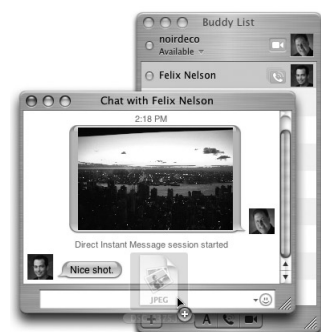 Buddy List
noirdeco
Available
Felix Nelson
Chat with Felix Nelson
2:18 PM
Direct Instant Message session started
Nice shot.
JPEG
A